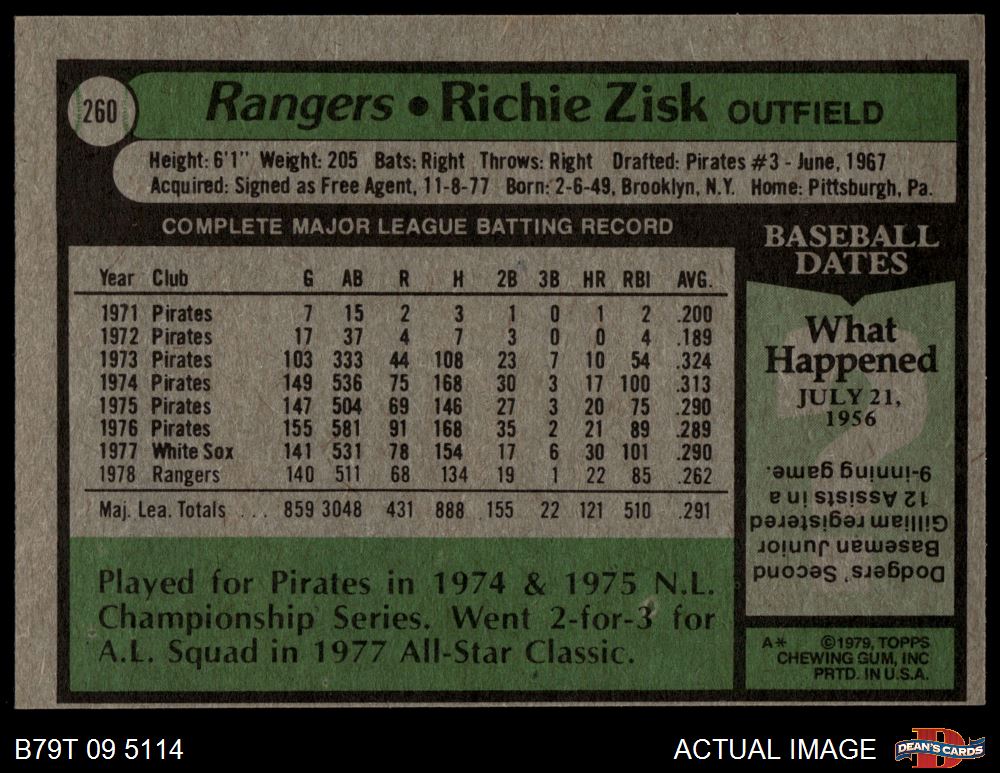 260
Rangers • Richie Zisk OUTFIELD
Height: 6'1" Weight: 205 Bats: Right Throws: Right Drafted: Pirates #3 - June, 1967
Acquired: Signed as Free Agent, 11-8-77 Born: 2-6-49, Brooklyn, N.Y. Home: Pittsburgh, Pa.
COMPLETE MAJOR LEAGUE BATTING RECORD
Year Club G AB R H 2B 3B HR RBI AVG.
1971 Pirates 7 15 2 3 1 0 1 2 .200
1972 Pirates 17 37 4 7 3 0 0 4 .189
1973 Pirates 103 333 44 108 23 7 10 54 .324
1974 Pirates 149 536 75 168 30 3 17 100 .313
1975 Pirates 147 504 69 146 27 3 20 75 .290
1976 Pirates 155 581 91 168 35 2 21 89 .289
1977 White Sox 141 531 78 154 17 6 30 101 .290
1978 Rangers 140 511 68 134 19 1 22 85 .262
Maj. Lea. Totals ... 859 3048 431 888 155 22 121 510 .291
Played for Pirates in 1974 & 1975 N.L.
Championship Series. Went 2-for-3 for
A.L. Squad in 1977 All-Star Classic.
BASEBALL
DATES
What
Happened
JULY 21,
1956
Dodgers' Second
Baseman Junior
Gilliam registered
12 Assists in a
9-inning game.
A* ©1979, TOPPS
CHEWING GUM, INC
PRTD. IN U.S.A.
B79T 09 5114
ACTUAL IMAGE
DEAN'S CARDS